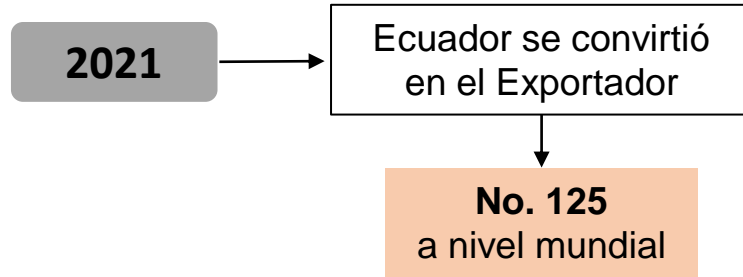 2021
Ecuador se convirtió
en el Exportador
No. 125
a nivel mundial